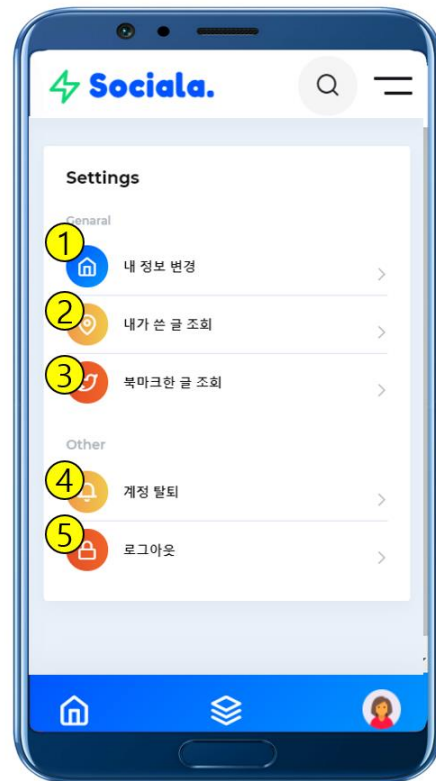 Sociala.
Settings
Genaral
1
내 정보 변경
2
내가 쓴 글 조회
3
북마크한 글 조회
Other
4
계정 탈퇴
5
로그아웃